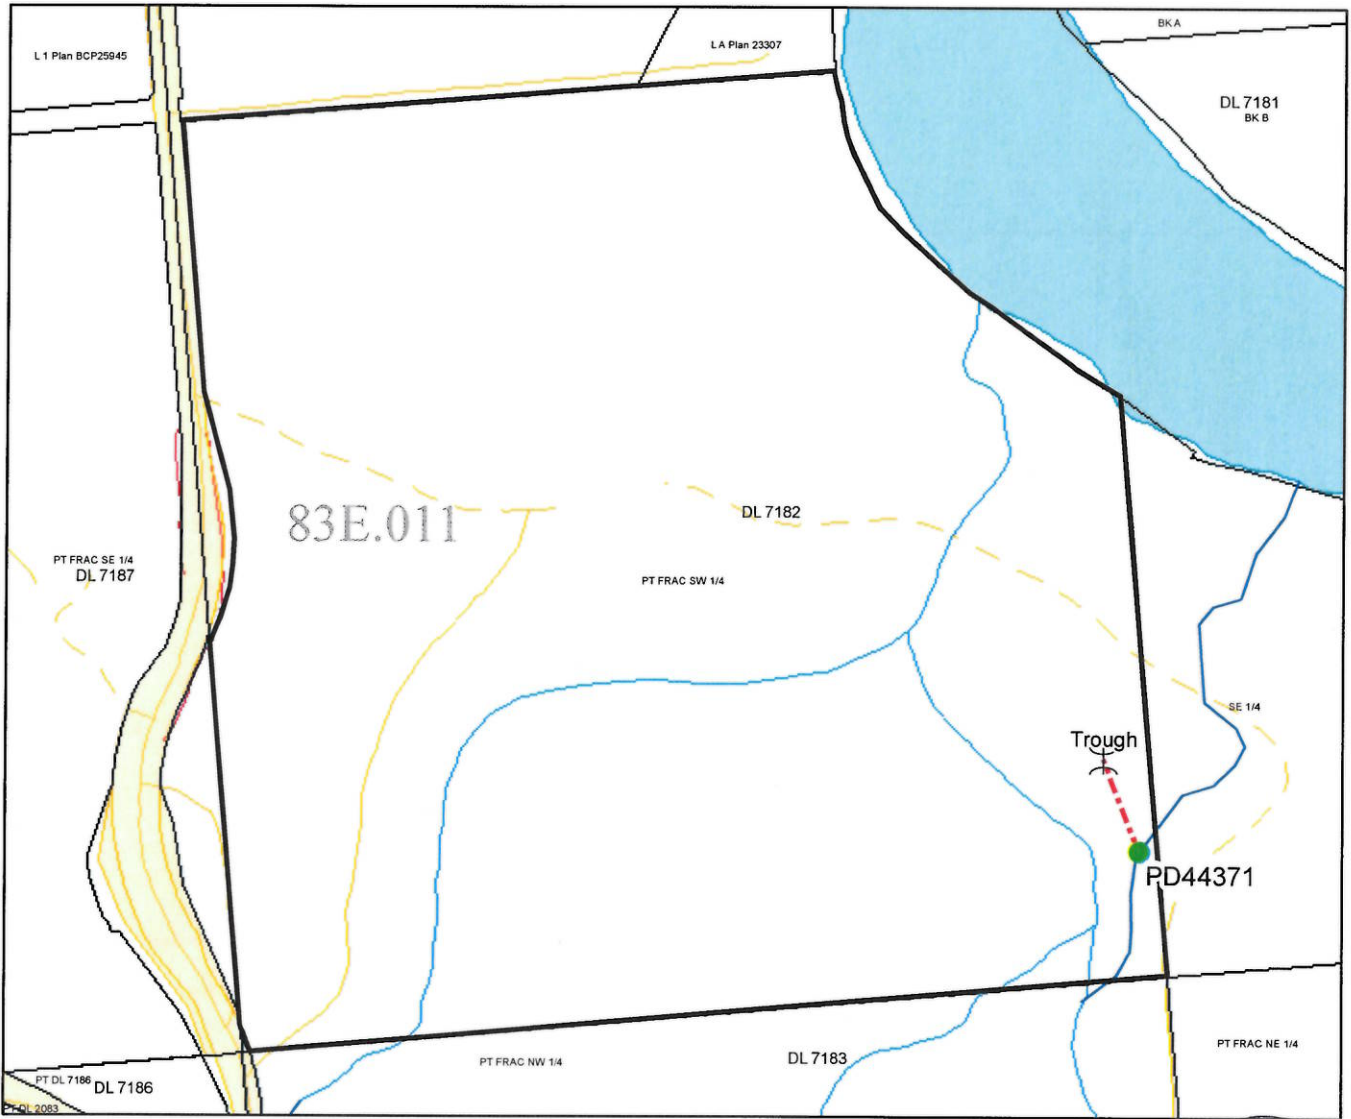 BK A
L A Plan 23307
L 1 Plan BCP25945
DL 7181
BK B
83E.011
DL 7182
PT FRAC SE 1/4
DL 7187
PT FRAC SW 1/4
SE 1/4
Trough
PD44371
PT FRAC NE 1/4
PT FRAC NW 1/4
DL 7183
PT DL 7186
DL 7186
PT DL 2083